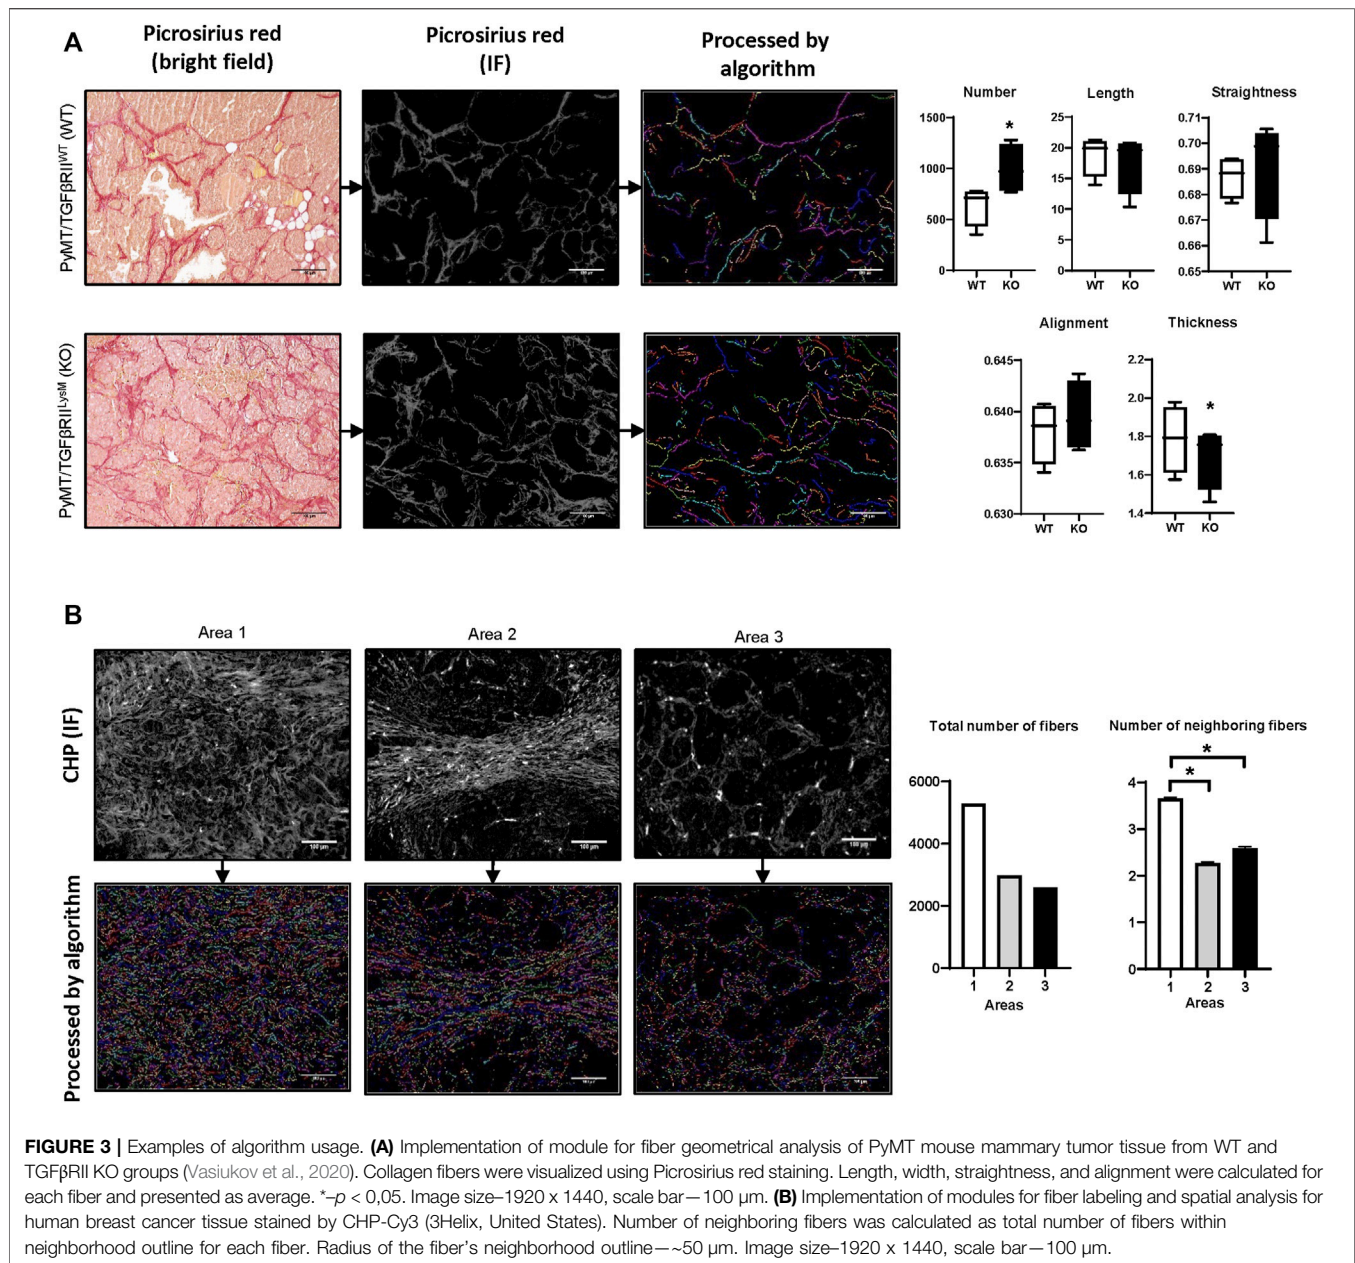 A
Picrosirius red
(bright field)
Picrosirius red
(IF)
Processed by
algorithm
PyMT/TGFβRII^WT (WT)
Number
1500
1000
500
0
*
WT KO
Length
25
20
15
10
5
0
WT KO
Straightness
0.71
0.70
0.69
0.68
0.67
0.66
0.65
WT KO
PyMT/TGFβRII^LysM (KO)
Alignment
0.645
0.640
0.635
0.630
WT KO
Thickness
2.2
2.0
1.8
1.6
1.4
*
WT KO
B
Area 1
Area 2
Area 3
CHP (IF)
100 µm
100 µm
100 µm
Processed by algorithm
Total number of fibers
6000
4000
2000
0
1 2 3
Areas
Number of neighboring fibers
*
*
4
3
2
1
0
1 2 3
Areas
FIGURE 3 | Examples of algorithm usage. (A) Implementation of module for fiber geometrical analysis of PyMT mouse mammary tumor tissue from WT and
TGFβRII KO groups (Vasiukov et al., 2020). Collagen fibers were visualized using Picrosirius red staining. Length, width, straightness, and alignment were calculated for
each fiber and presented as average. *–p < 0,05. Image size–1920 x 1440, scale bar—100 µm. (B) Implementation of modules for fiber labeling and spatial analysis for
human breast cancer tissue stained by CHP-Cy3 (3Helix, United States). Number of neighboring fibers was calculated as total number of fibers within
neighborhood outline for each fiber. Radius of the fiber's neighborhood outline—~50 µm. Image size–1920 x 1440, scale bar—100 µm.